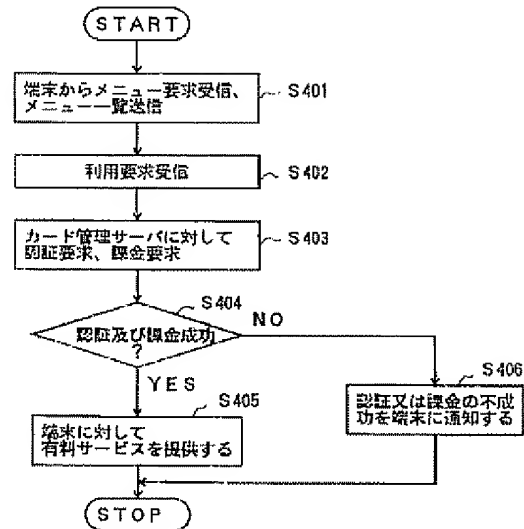 START
端末からメニュー要求受信、
メニュー一覧送信
S401
利用要求受信
S402
カード管理サーバに対して
認証要求、課金要求
S403
S404
認証及び課金成功
?
NO
YES
S405
端末に対して
有料サービスを提供する
S406
認証又は課金の不成
功を端末に通知する
STOP